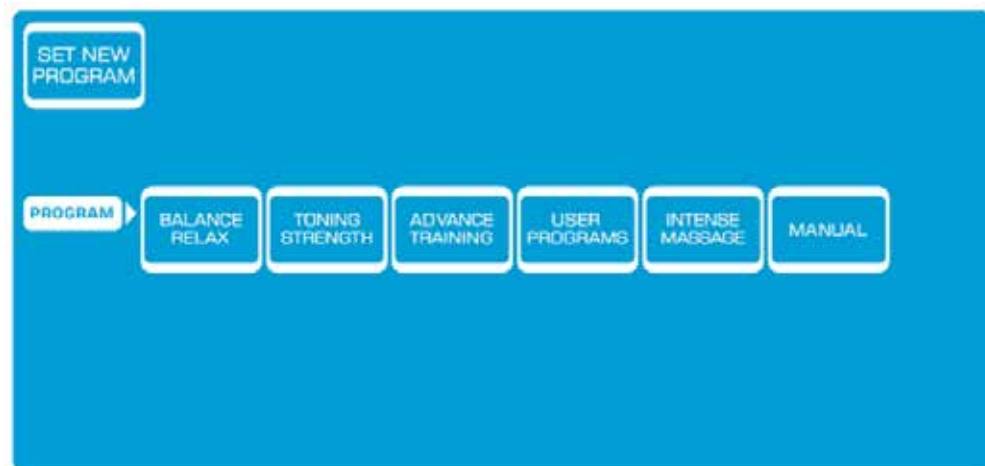 SET NEW
PROGRAM
PROGRAM
BALANCE
RELAX
TONING
STRENGTH
ADVANCE
TRAINING
USER
PROGRAMS
INTENSE
MASSAGE
MANUAL